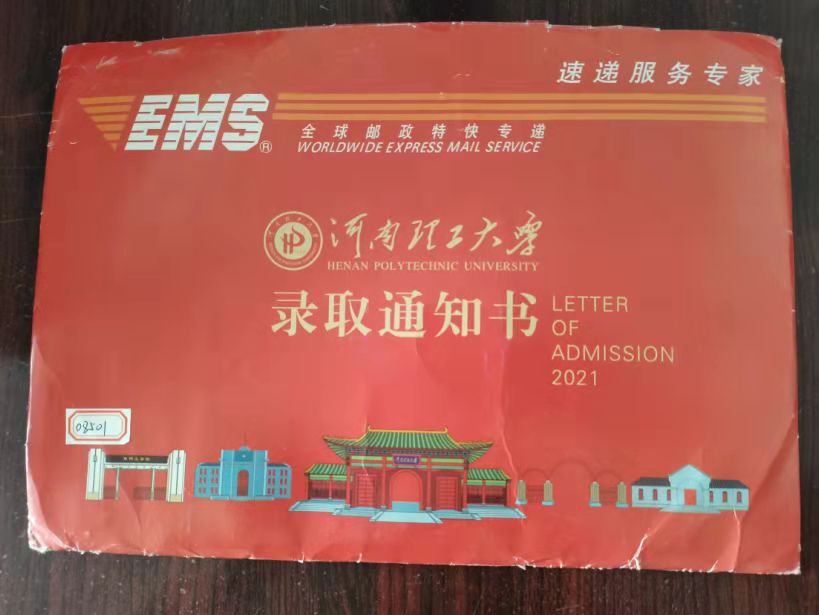 速递服务专家
EMS®
全球邮政特快专递
WORLDWIDE EXPRESS MAIL SERVICE
河南理工大学
HENAN POLYTECHNIC UNIVERSITY
录取通知书
LETTER
OF
ADMISSION
2021
08501